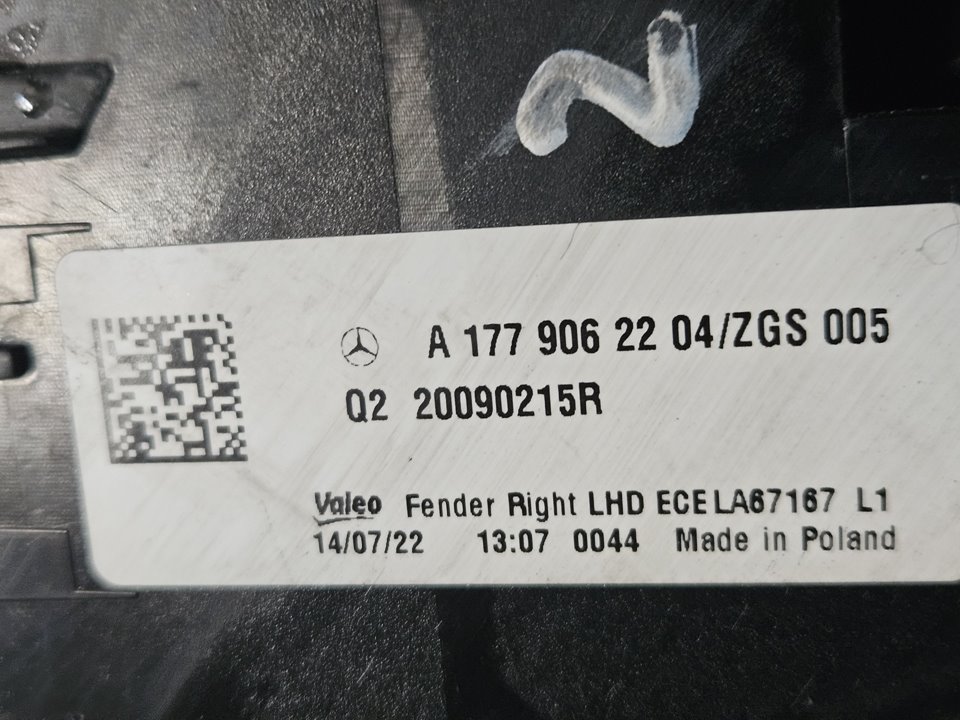 A 177 906 22 04/ZGS 005
Q2 20090215R
Valeo Fender Right LHD ECE LA67167 L1
14/07/22 13:07 0044 Made in Poland